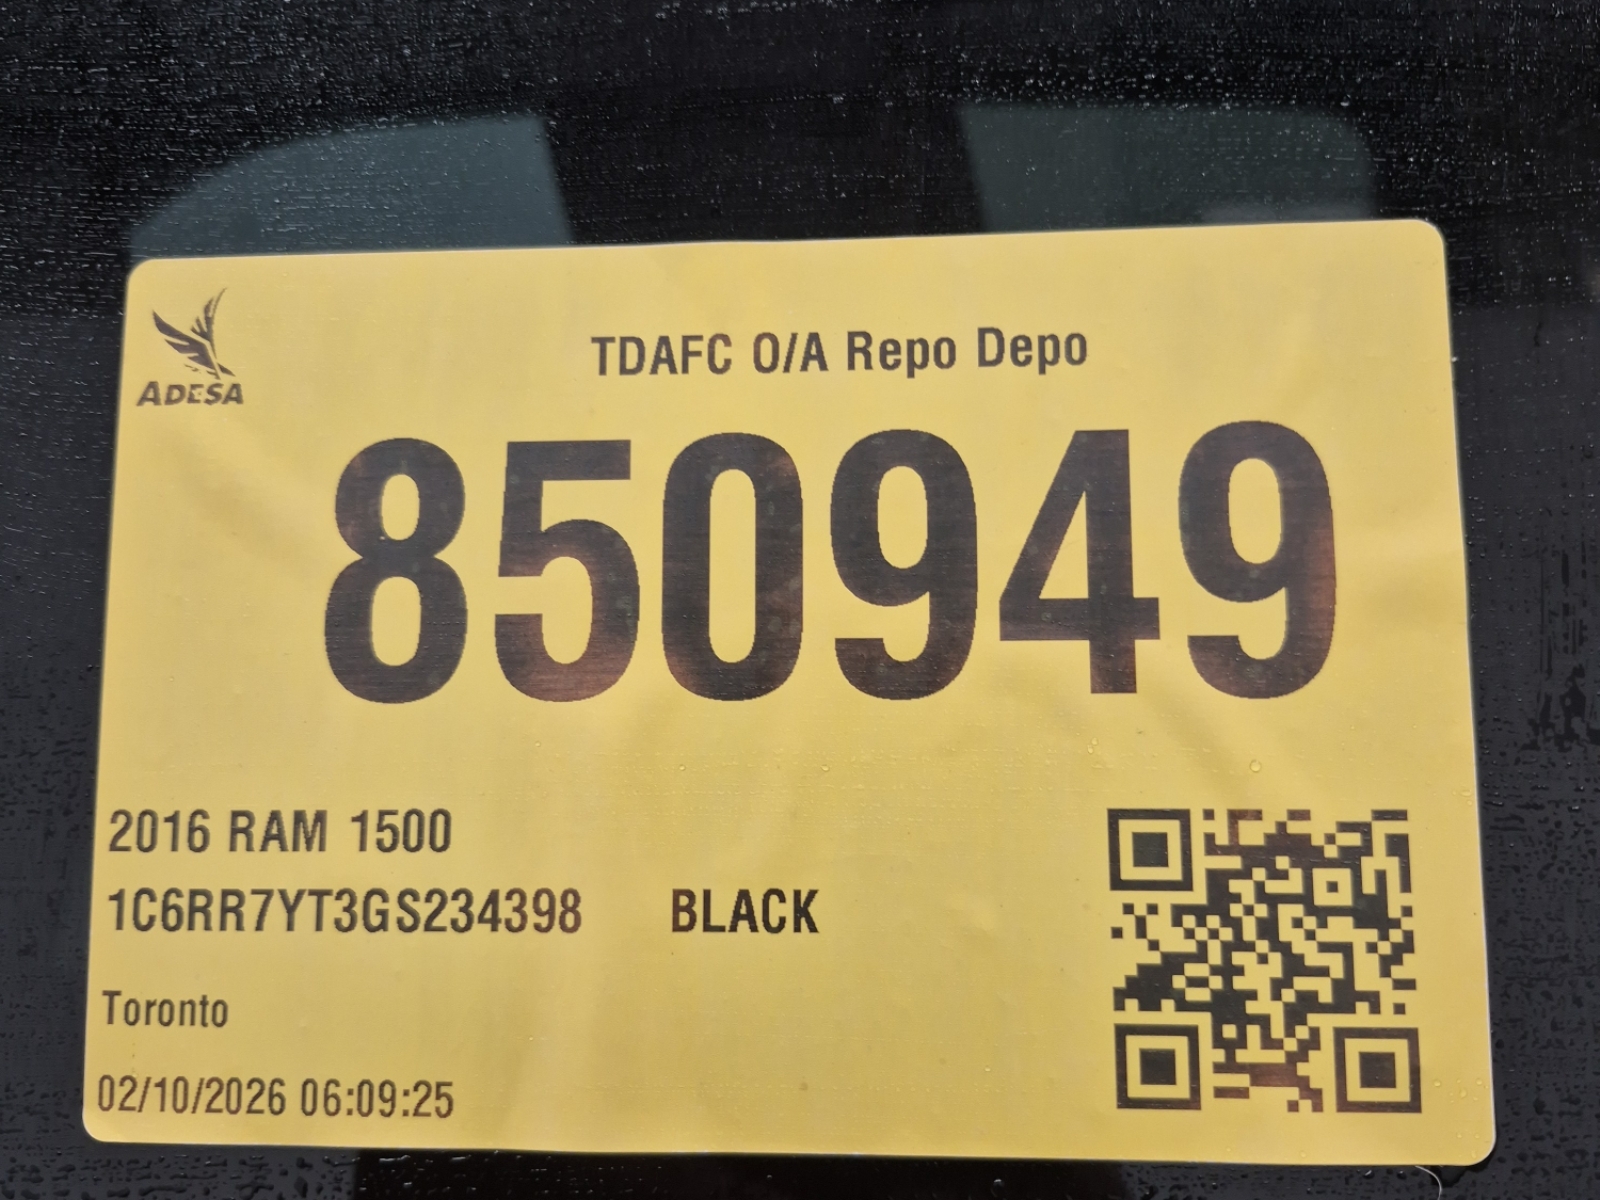 ADESA
TDAFC O/A Repo Depo
850949
2016 RAM 1500
1C6RR7YT3GS234398 BLACK
Toronto
02/10/2026 06:09:25